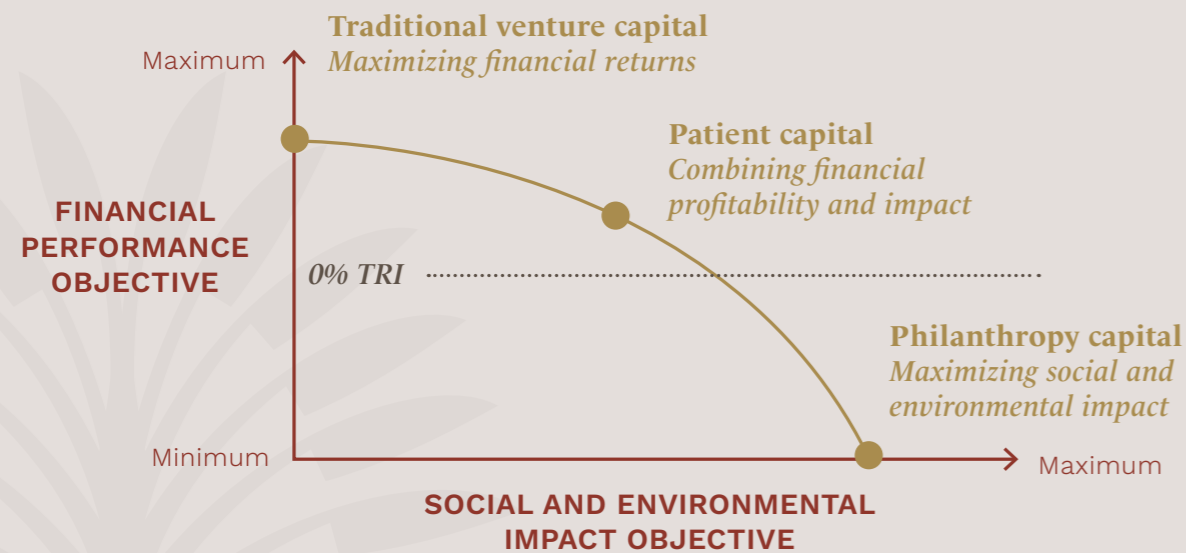 Traditional venture capital
Maximizing financial returns
Maximum
Patient capital
Combining financial
profitability and impact
FINANCIAL
PERFORMANCE
OBJECTIVE
0% TRI
Philanthropy capital
Maximizing social and
environmental impact
Minimum
Maximum
SOCIAL AND ENVIRONMENTAL
IMPACT OBJECTIVE